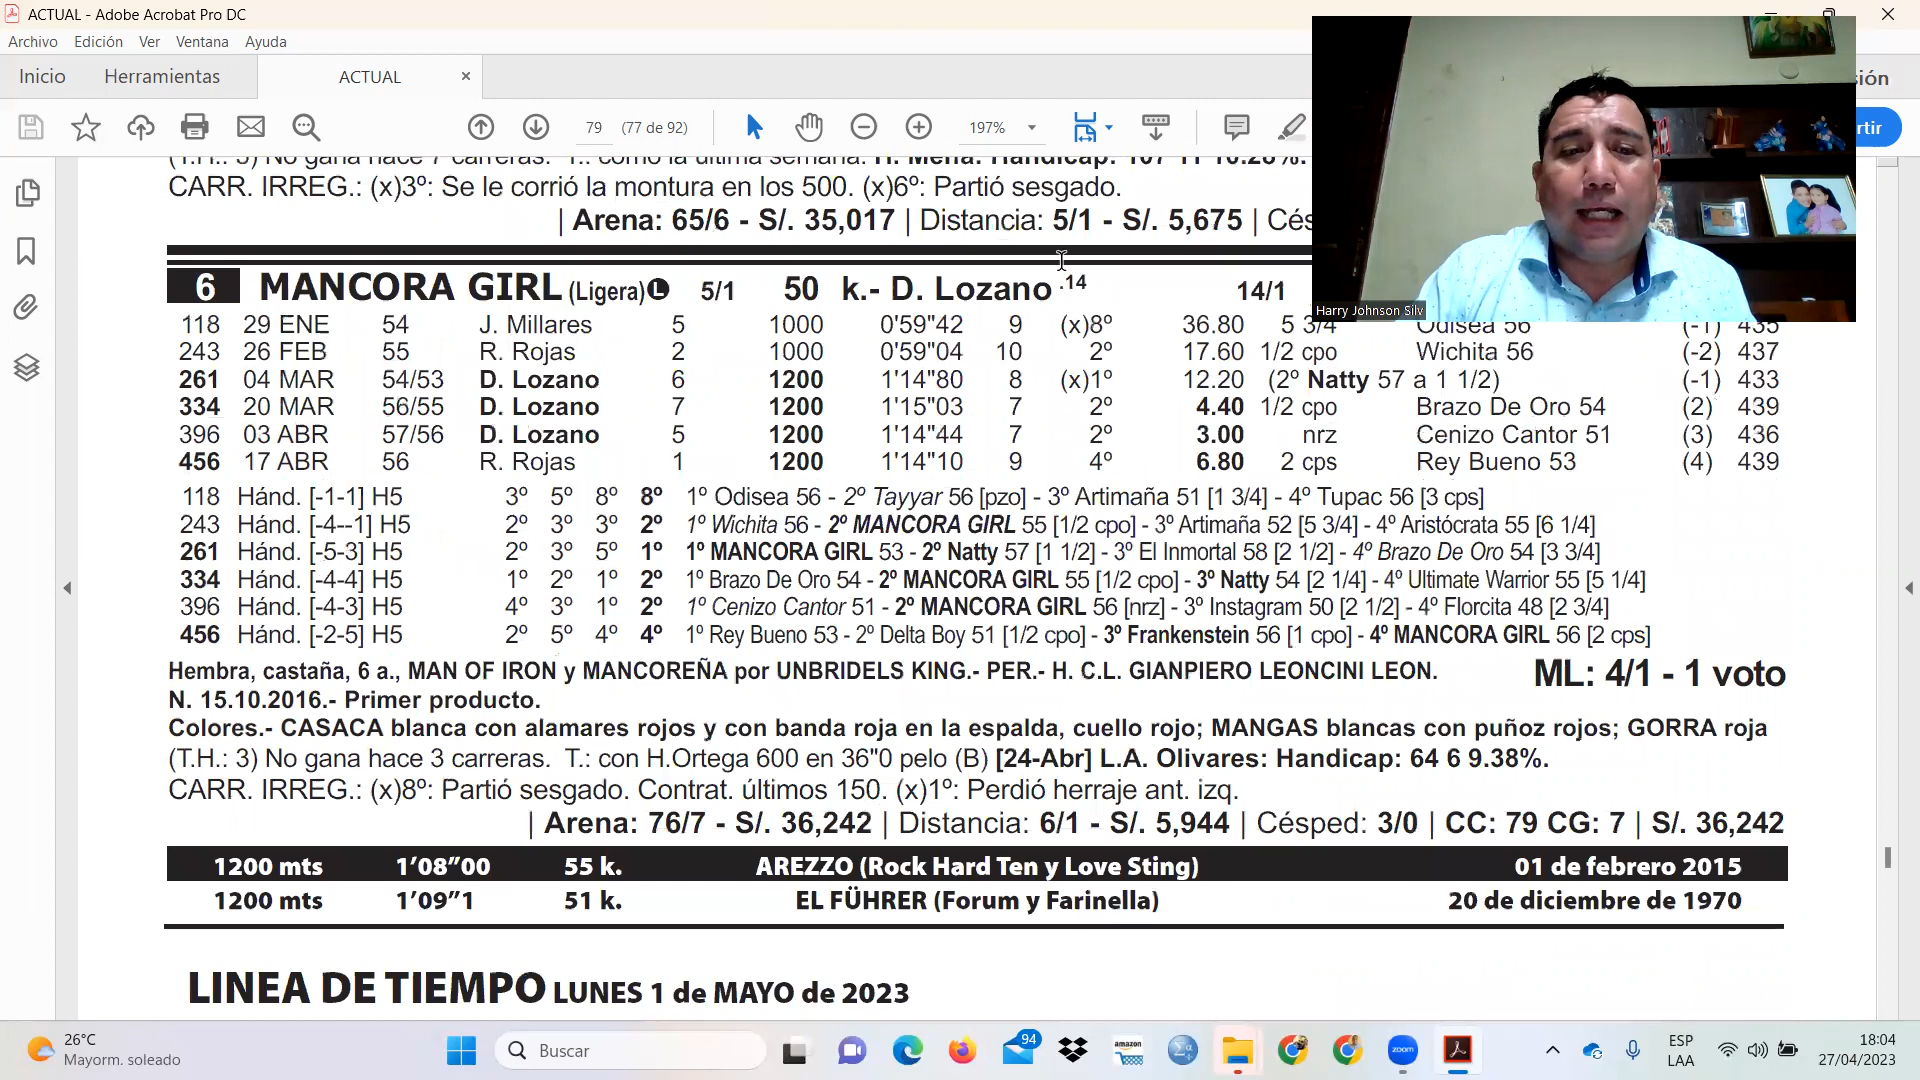 ACTUAL - Adobe Acrobat Pro DC
Archivo Edición Ver Ventana Ayuda
Inicio Herramientas ACTUAL × sión
79 (77 de 92) 197% rtir
CARR. IRREG.: (x)3º: Se le corrió la montura en los 500. (x)6º: Partió sesgado.
| Arena: 65/6 - S/. 35,017 | Distancia: 5/1 - S/. 5,675 | Cés
6 MANCORA GIRL (Ligera) L 5/1 50 k.- D. Lozano .14 14/1
Harry Johnson Silv
118 29 ENE 54 J. Millares 5 1000 0'59"42 9 (x)8º 36.80 5 3/4 Odisea 56 (-1) 435
243 26 FEB 55 R. Rojas 2 1000 0'59"04 10 2º 17.60 1/2 cpo Wichita 56 (-2) 437
261 04 MAR 54/53 D. Lozano 6 1200 1'14"80 8 (x)1º 12.20 (2º Natty 57 a 1 1/2) (-1) 433
334 20 MAR 56/55 D. Lozano 7 1200 1'15"03 7 2º 4.40 1/2 cpo Brazo De Oro 54 (2) 439
396 03 ABR 57/56 D. Lozano 5 1200 1'14"44 7 2º 3.00 nrz Cenizo Cantor 51 (3) 436
456 17 ABR 56 R. Rojas 1 1200 1'14"10 9 4º 6.80 2 cps Rey Bueno 53 (4) 439
118 Hánd. [-1-1] H5 3º 5º 8º 8º 1º Odisea 56 - 2º Tayyar 56 [pzo] - 3º Artimaña 51 [1 3/4] - 4º Tupac 56 [3 cps]
243 Hánd. [-4--1] H5 2º 3º 3º 2º 1º Wichita 56 - 2º MANCORA GIRL 55 [1/2 cpo] - 3º Artimaña 52 [5 3/4] - 4º Aristócrata 55 [6 1/4]
261 Hánd. [-5-3] H5 2º 3º 5º 1º 1º MANCORA GIRL 53 - 2º Natty 57 [1 1/2] - 3º El Inmortal 58 [2 1/2] - 4º Brazo De Oro 54 [3 3/4]
334 Hánd. [-4-4] H5 1º 2º 1º 2º 1º Brazo De Oro 54 - 2º MANCORA GIRL 55 [1/2 cpo] - 3º Natty 54 [2 1/4] - 4º Ultimate Warrior 55 [5 1/4]
396 Hánd. [-4-3] H5 4º 3º 1º 2º 1º Cenizo Cantor 51 - 2º MANCORA GIRL 56 [nrz] - 3º Instagram 50 [2 1/2] - 4º Florcita 48 [2 3/4]
456 Hánd. [-2-5] H5 2º 5º 4º 4º 1º Rey Bueno 53 - 2º Delta Boy 51 [1/2 cpo] - 3º Frankenstein 56 [1 cpo] - 4º MANCORA GIRL 56 [2 cps]
Hembra, castaña, 6 a., MAN OF IRON y MANCOREÑA por UNBRIDELS KING.- PER.- H. C.L. GIANPIERO LEONCINI LEON. ML: 4/1 - 1 voto
N. 15.10.2016.- Primer producto.
Colores.- CASACA blanca con alamares rojos y con banda roja en la espalda, cuello rojo; MANGAS blancas con puñoz rojos; GORRA roja
(T.H.: 3) No gana hace 3 carreras. T.: con H.Ortega 600 en 36"0 pelo (B) [24-Abr] L.A. Olivares: Handicap: 64 6 9.38%.
CARR. IRREG.: (x)8º: Partió sesgado. Contrat. últimos 150. (x)1º: Perdió herraje ant. izq.
| Arena: 76/7 - S/. 36,242 | Distancia: 6/1 - S/. 5,944 | Césped: 3/0 | CC: 79 CG: 7 | S/. 36,242
1200 mts 1’08”00 55 k. AREZZO (Rock Hard Ten y Love Sting) 01 de febrero 2015
1200 mts 1’09”1 51 k. EL FÜHRER (Forum y Farinella) 20 de diciembre de 1970
LINEA DE TIEMPO LUNES 1 de MAYO de 2023
26°C
Mayorm. soleado
Buscar
94
amazon
zoom
ESP
LAA
18:04
27/04/2023